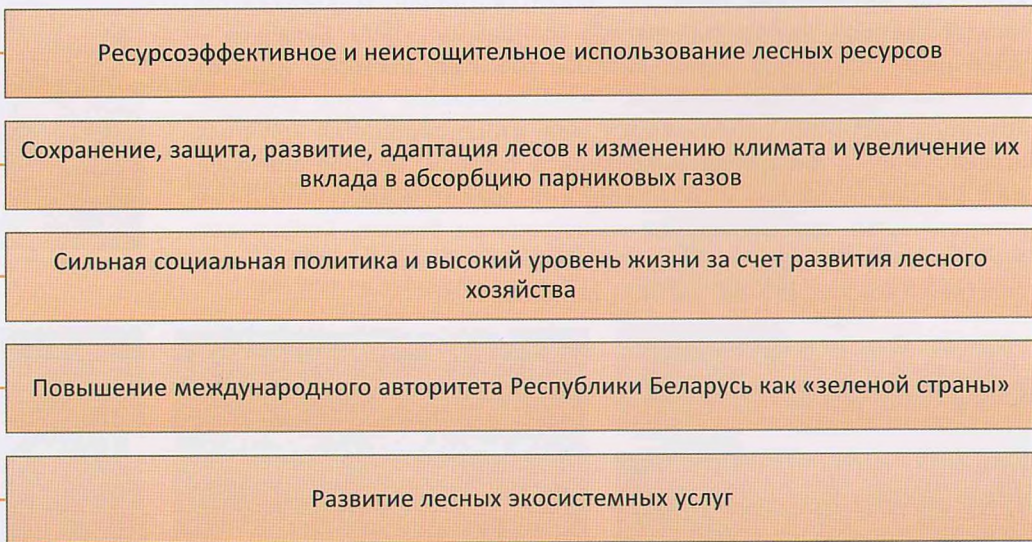 Ресурсоэффективное и неистощительное использование лесных ресурсов
Сохранение, защита, развитие, адаптация лесов к изменению климата и увеличение их
вклада в абсорбцию парниковых газов
Сильная социальная политика и высокий уровень жизни за счет развития лесного
хозяйства
Повышение международного авторитета Республики Беларусь как «зеленой страны»
Развитие лесных экосистемных услуг